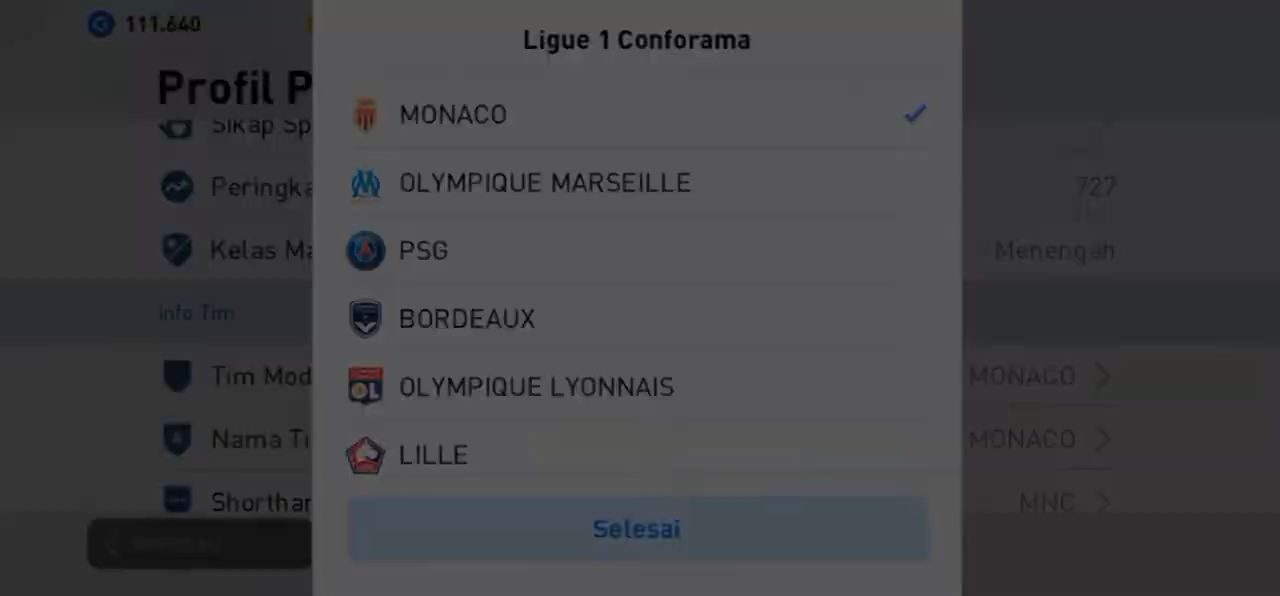 111.640
Ligue 1 Conforama
Profil P
MONACO
Sikap Sp
OLYMPIQUE MARSEILLE
Peringka
727
PSG
Kelas Ma
Menengah
Info Tim
BORDEAUX
Tim Mod
MONACO
OLYMPIQUE LYONNAIS
Nama Ti
MONACO
LILLE
Shorthan
MNC
Selesai